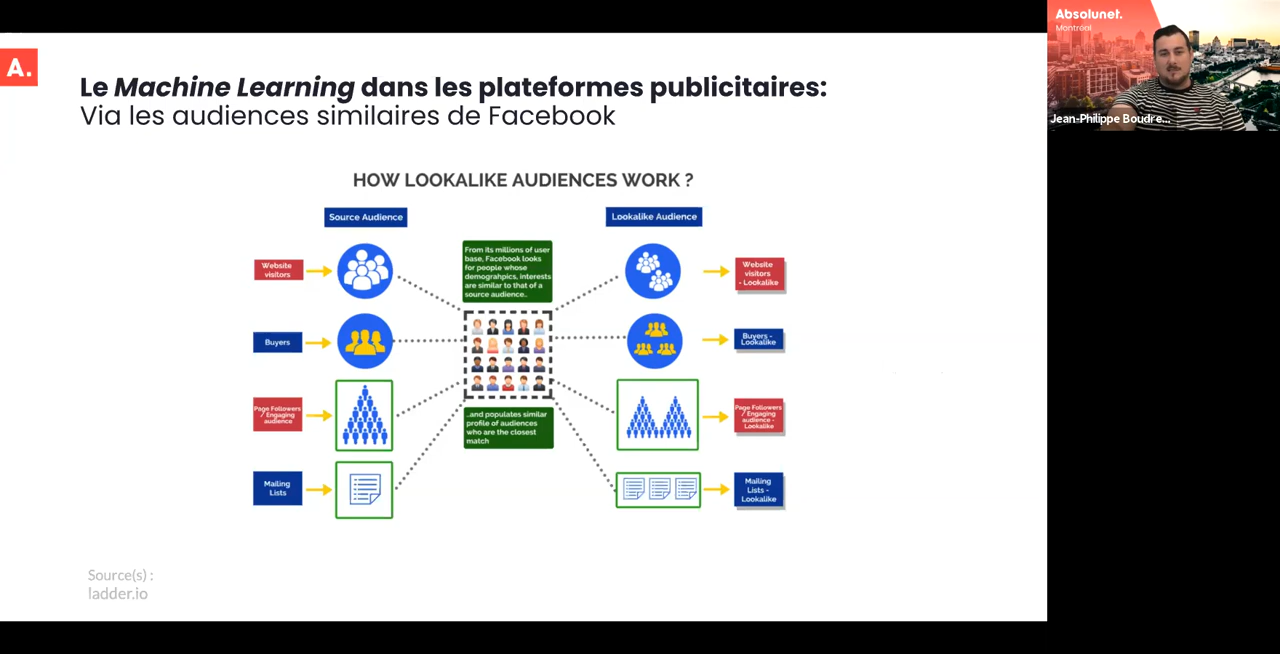 A.
Le Machine Learning dans les plateformes publicitaires:
Via les audiences similaires de Facebook
HOW LOOKALIKE AUDIENCES WORK ?
Source Audience
Lookalike Audience
Website
visitors
From its millions of user
base, Facebook looks
for people whose
demograhpics, interests
are similar to that of a
source audience..
Website
visitors
- Lookalike
Buyers
Buyers -
Lookalike
Page Followers
/ Engaging
audience
..and populates similar
profile of audiences
who are the closest
match
Page Followers
/ Engaging
audience -
Lookalike
Mailing
Lists
Mailing
Lists -
Lookalike
Source(s) :
ladder.io
Absolunet.
Montréal
Jean-Philippe Boudre...